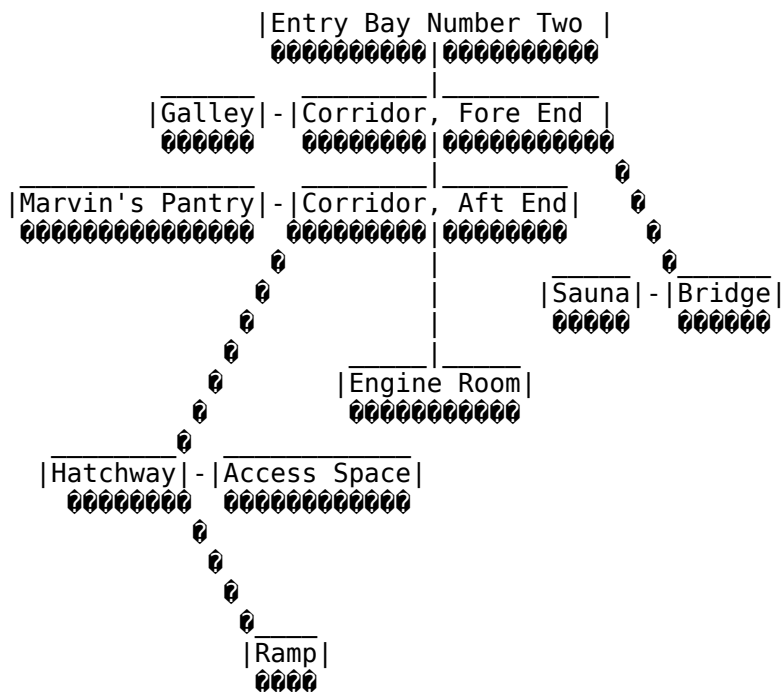 |Entry Bay Number Two |
|Galley|-|Corridor, Fore End |
|Marvin's Pantry|-|Corridor, Aft End|
|Sauna|-|Bridge|
|Engine Room|
|Hatchway|-|Access Space|
|Ramp|